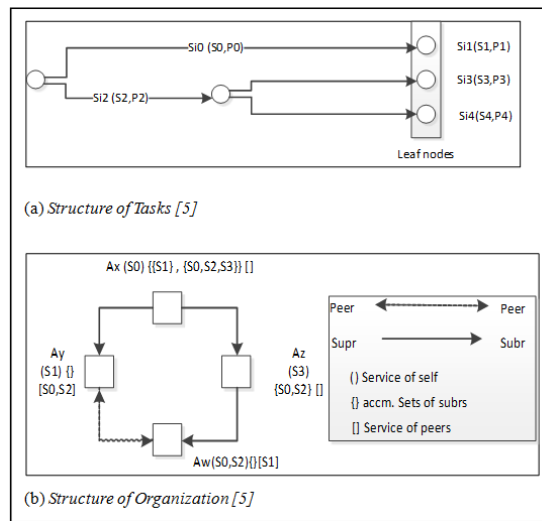 Si0 (S0,P0)
Si1(S1,P1)
Si2 (S2,P2)
Si3(S3,P3)
Si4(S4,P4)
Leaf nodes
(a) Structure of Tasks [5]
Ax (S0) {{S1} , {S0,S2,S3}} []
Ay
(S1) {}
[S0,S2]
Az
(S3)
{S0,S2} []
Aw(S0,S2){}[S1]
Peer
Peer
Supr
Subr
() Service of self
{} accm. Sets of subrs
[] Service of peers
(b) Structure of Organization [5]